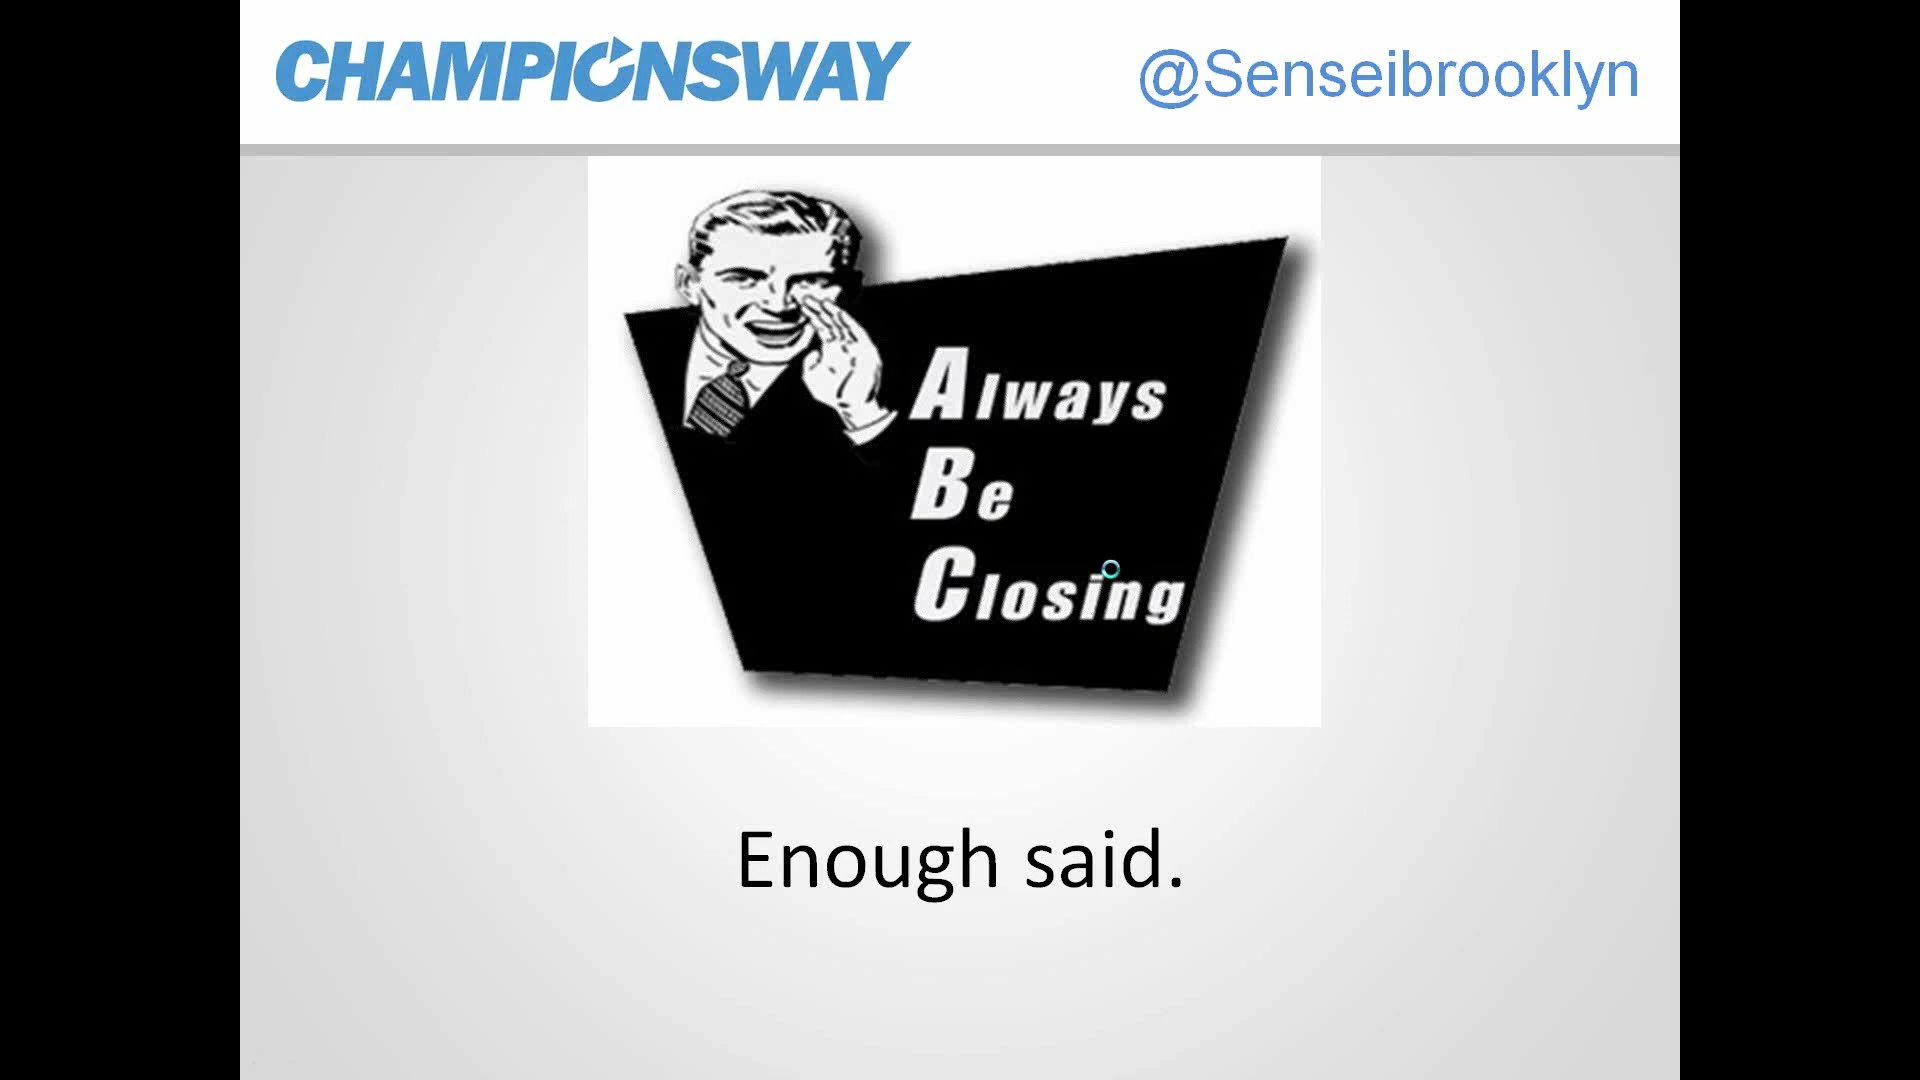 CHAMPIONSWAY
@Senseibrooklyn
Always
Be
Closing
Enough said.